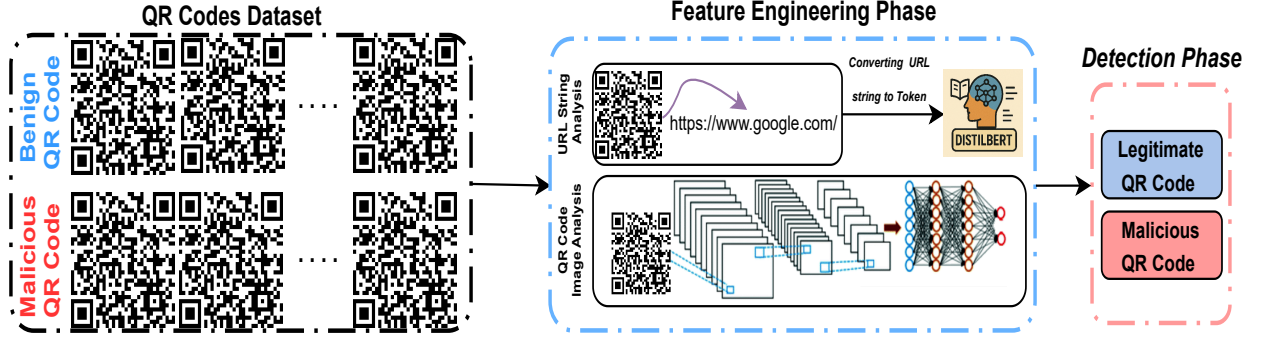 QR Codes Dataset
Benign
QR Code
Malicious
QR Code
Feature Engineering Phase
URL String
Analysis
https://www.google.com/
Converting URL
string to Token
DISTILBERT
QR Code
Image Analysis
Detection Phase
Legitimate
QR Code
Malicious
QR Code